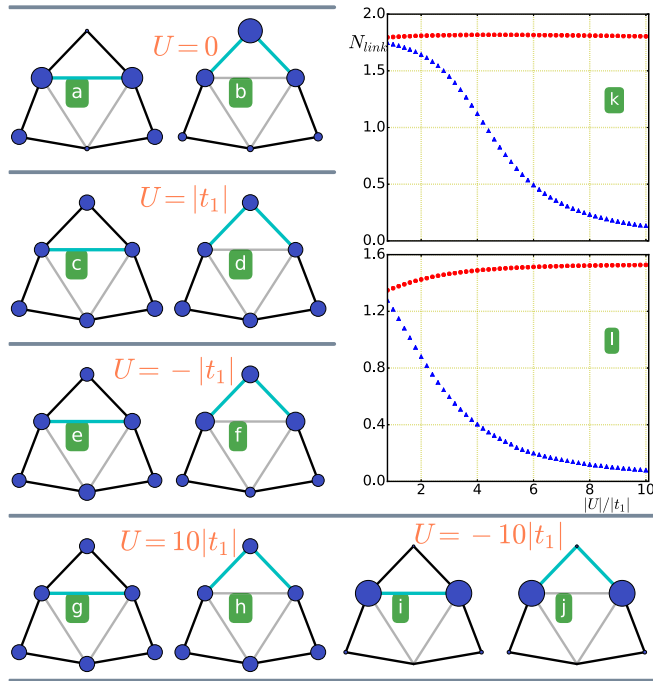 U = 0
a
b
U = |t₁|
c
d
U = −|t₁|
e
f
U = 10|t₁|
g
h
U = −10|t₁|
i
j
2.0
N_link
1.5
1.0
0.5
0.0
k
1.6
1.2
0.8
0.4
0.0
l
2 4 6 8 10
|U|/|t₁|